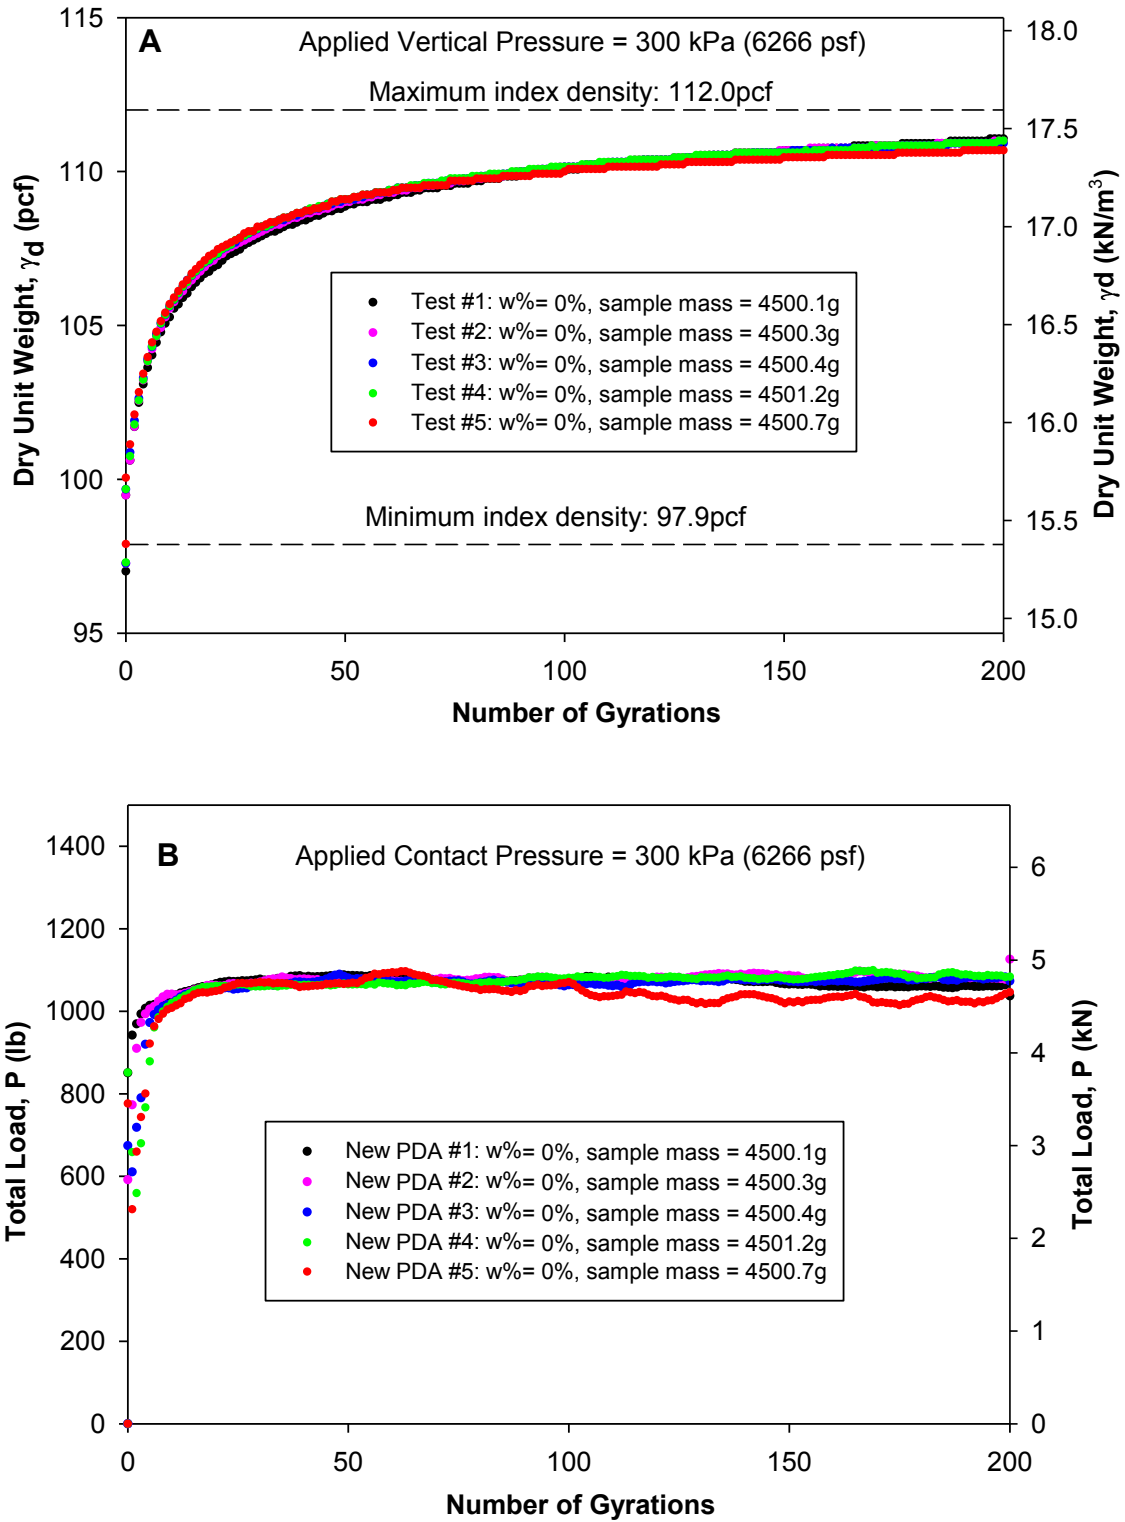 A
Applied Vertical Pressure = 300 kPa (6266 psf)
Maximum index density: 112.0pcf
Minimum index density: 97.9pcf
Dry Unit Weight, γd (pcf)
115
110
105
100
95
Dry Unit Weight, γd (kN/m³)
18.0
17.5
17.0
16.5
16.0
15.5
15.0
Test #1: w%= 0%, sample mass = 4500.1g
Test #2: w%= 0%, sample mass = 4500.3g
Test #3: w%= 0%, sample mass = 4500.4g
Test #4: w%= 0%, sample mass = 4501.2g
Test #5: w%= 0%, sample mass = 4500.7g
0 50 100 150 200
Number of Gyrations
B
Applied Contact Pressure = 300 kPa (6266 psf)
Total Load, P (lb)
1400
1200
1000
800
600
400
200
0
Total Load, P (kN)
6
5
4
3
2
1
0
New PDA #1: w%= 0%, sample mass = 4500.1g
New PDA #2: w%= 0%, sample mass = 4500.3g
New PDA #3: w%= 0%, sample mass = 4500.4g
New PDA #4: w%= 0%, sample mass = 4501.2g
New PDA #5: w%= 0%, sample mass = 4500.7g
0 50 100 150 200
Number of Gyrations